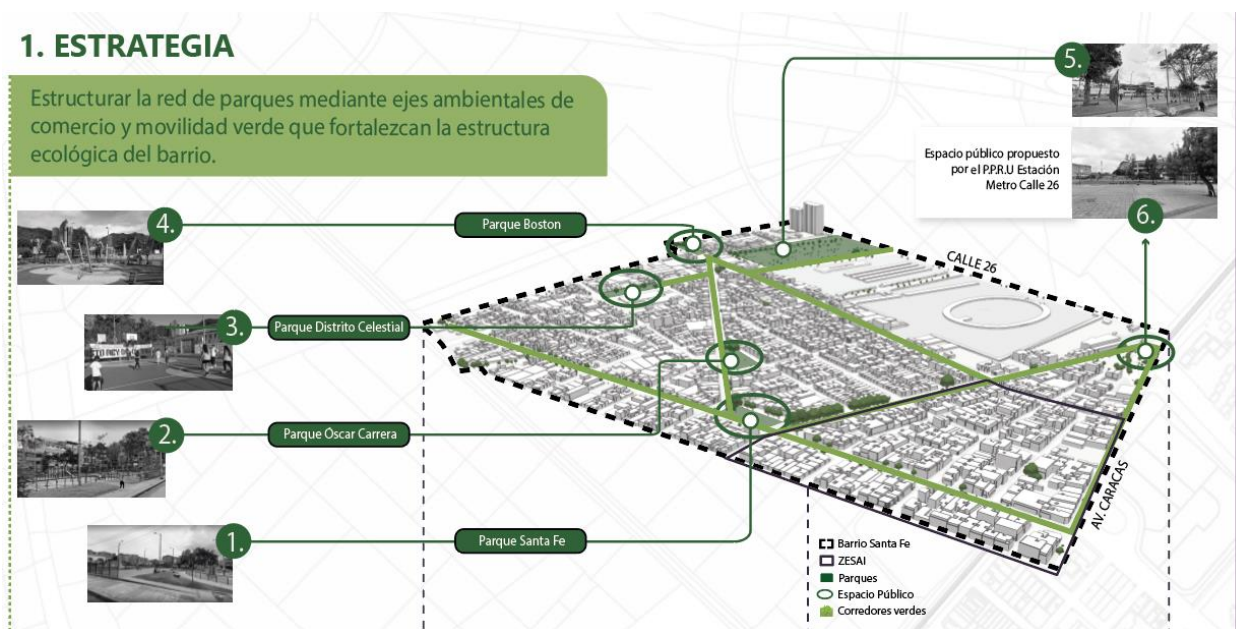 1. ESTRATEGIA
Estructurar la red de parques mediante ejes ambientales de
comercio y movilidad verde que fortalezcan la estructura
ecológica del barrio.
5.
Espacio público propuesto
por el P.P.R.U Estación
Metro Calle 26
6.
4.
Parque Boston
CALLE 26
3.
Parque Distrito Celestial
2.
Parque Óscar Carrera
1.
Parque Santa Fe
AV. CARACAS
Barrio Santa Fe
ZESAI
Parques
Espacio Público
Corredores verdes